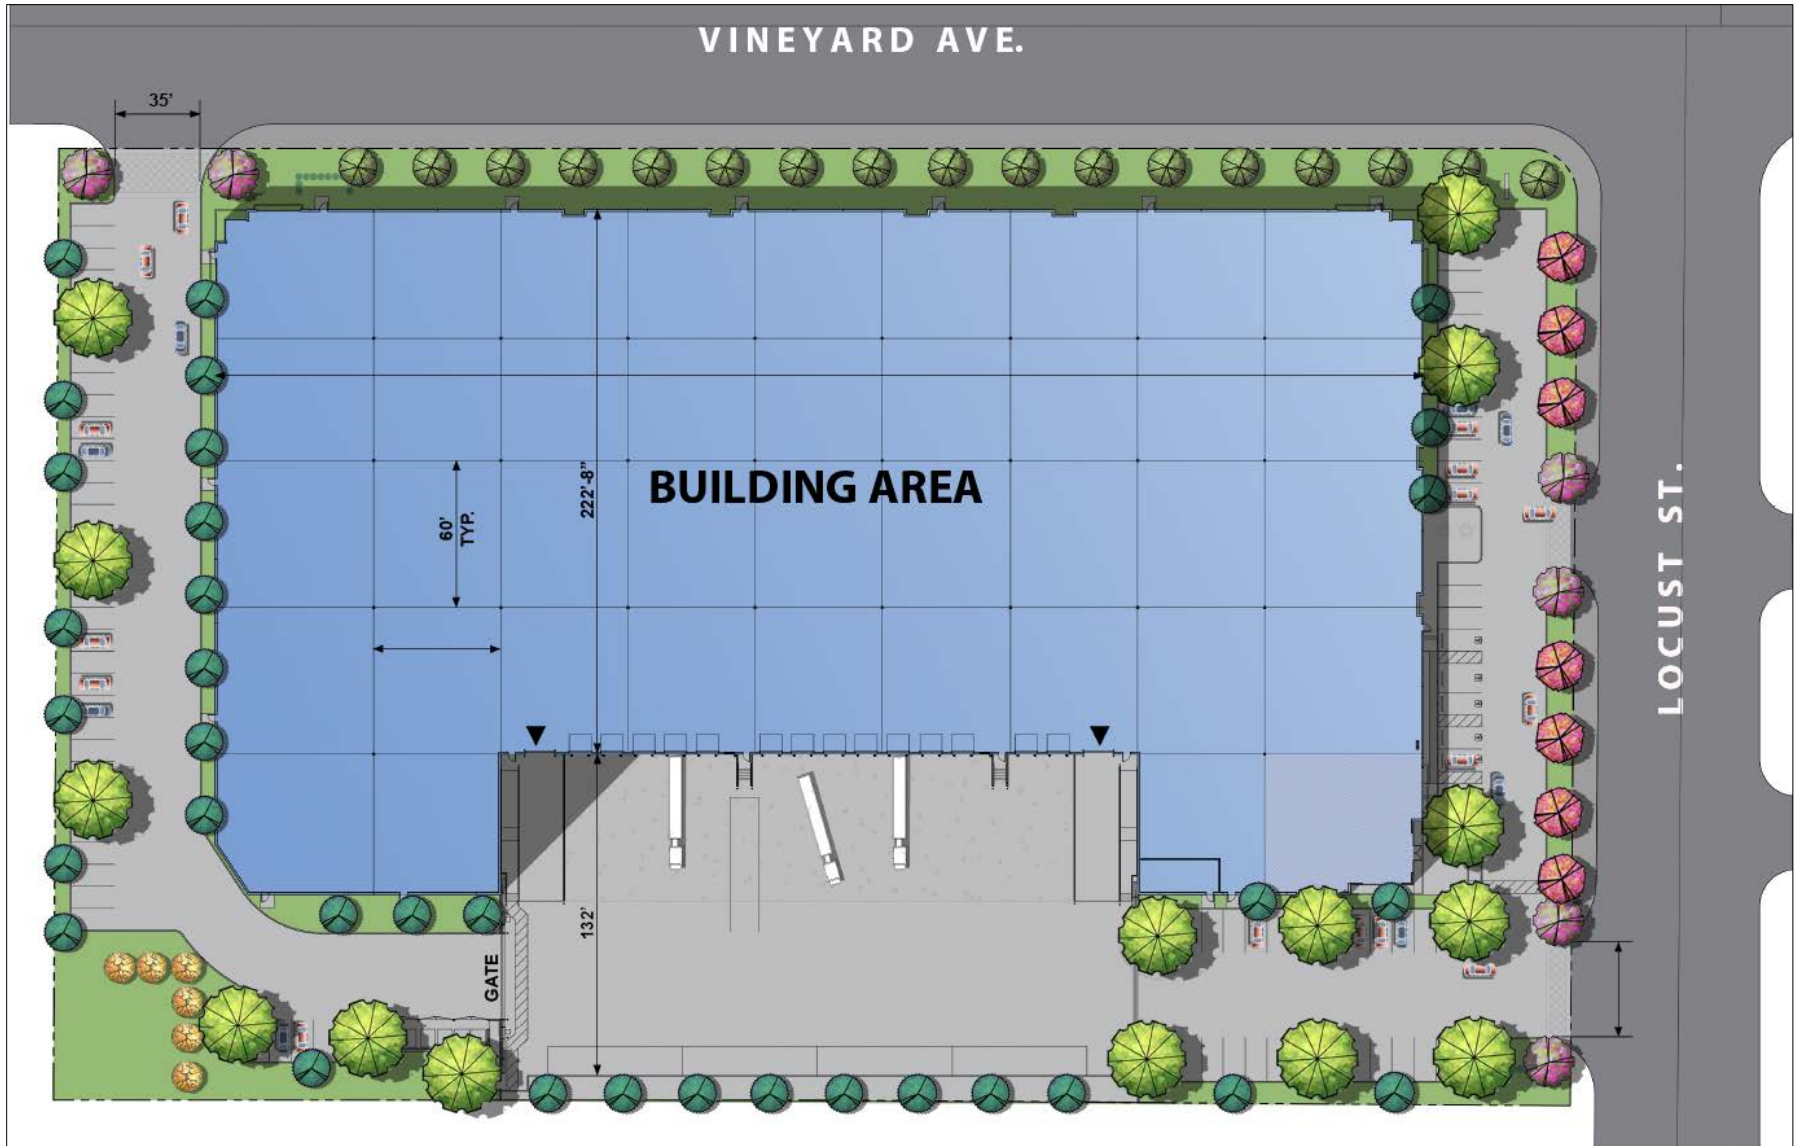 VINEYARD AVE.
35'
BUILDING AREA
222'-8"
60'
TYP.
LOCUST ST.
132'
GATE